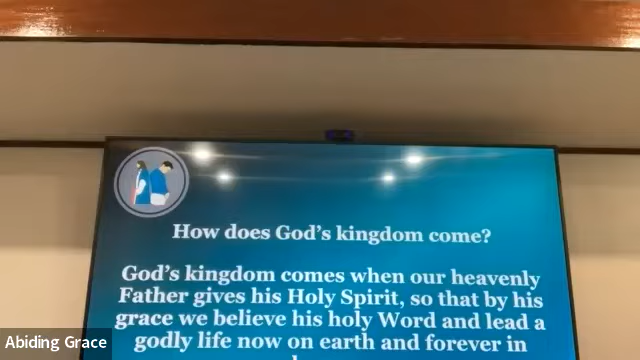 How does God's kingdom come?
God's kingdom comes when our heavenly
Father gives his Holy Spirit, so that by his
grace we believe his holy Word and lead a
godly life now on earth and forever in
Abiding Grace